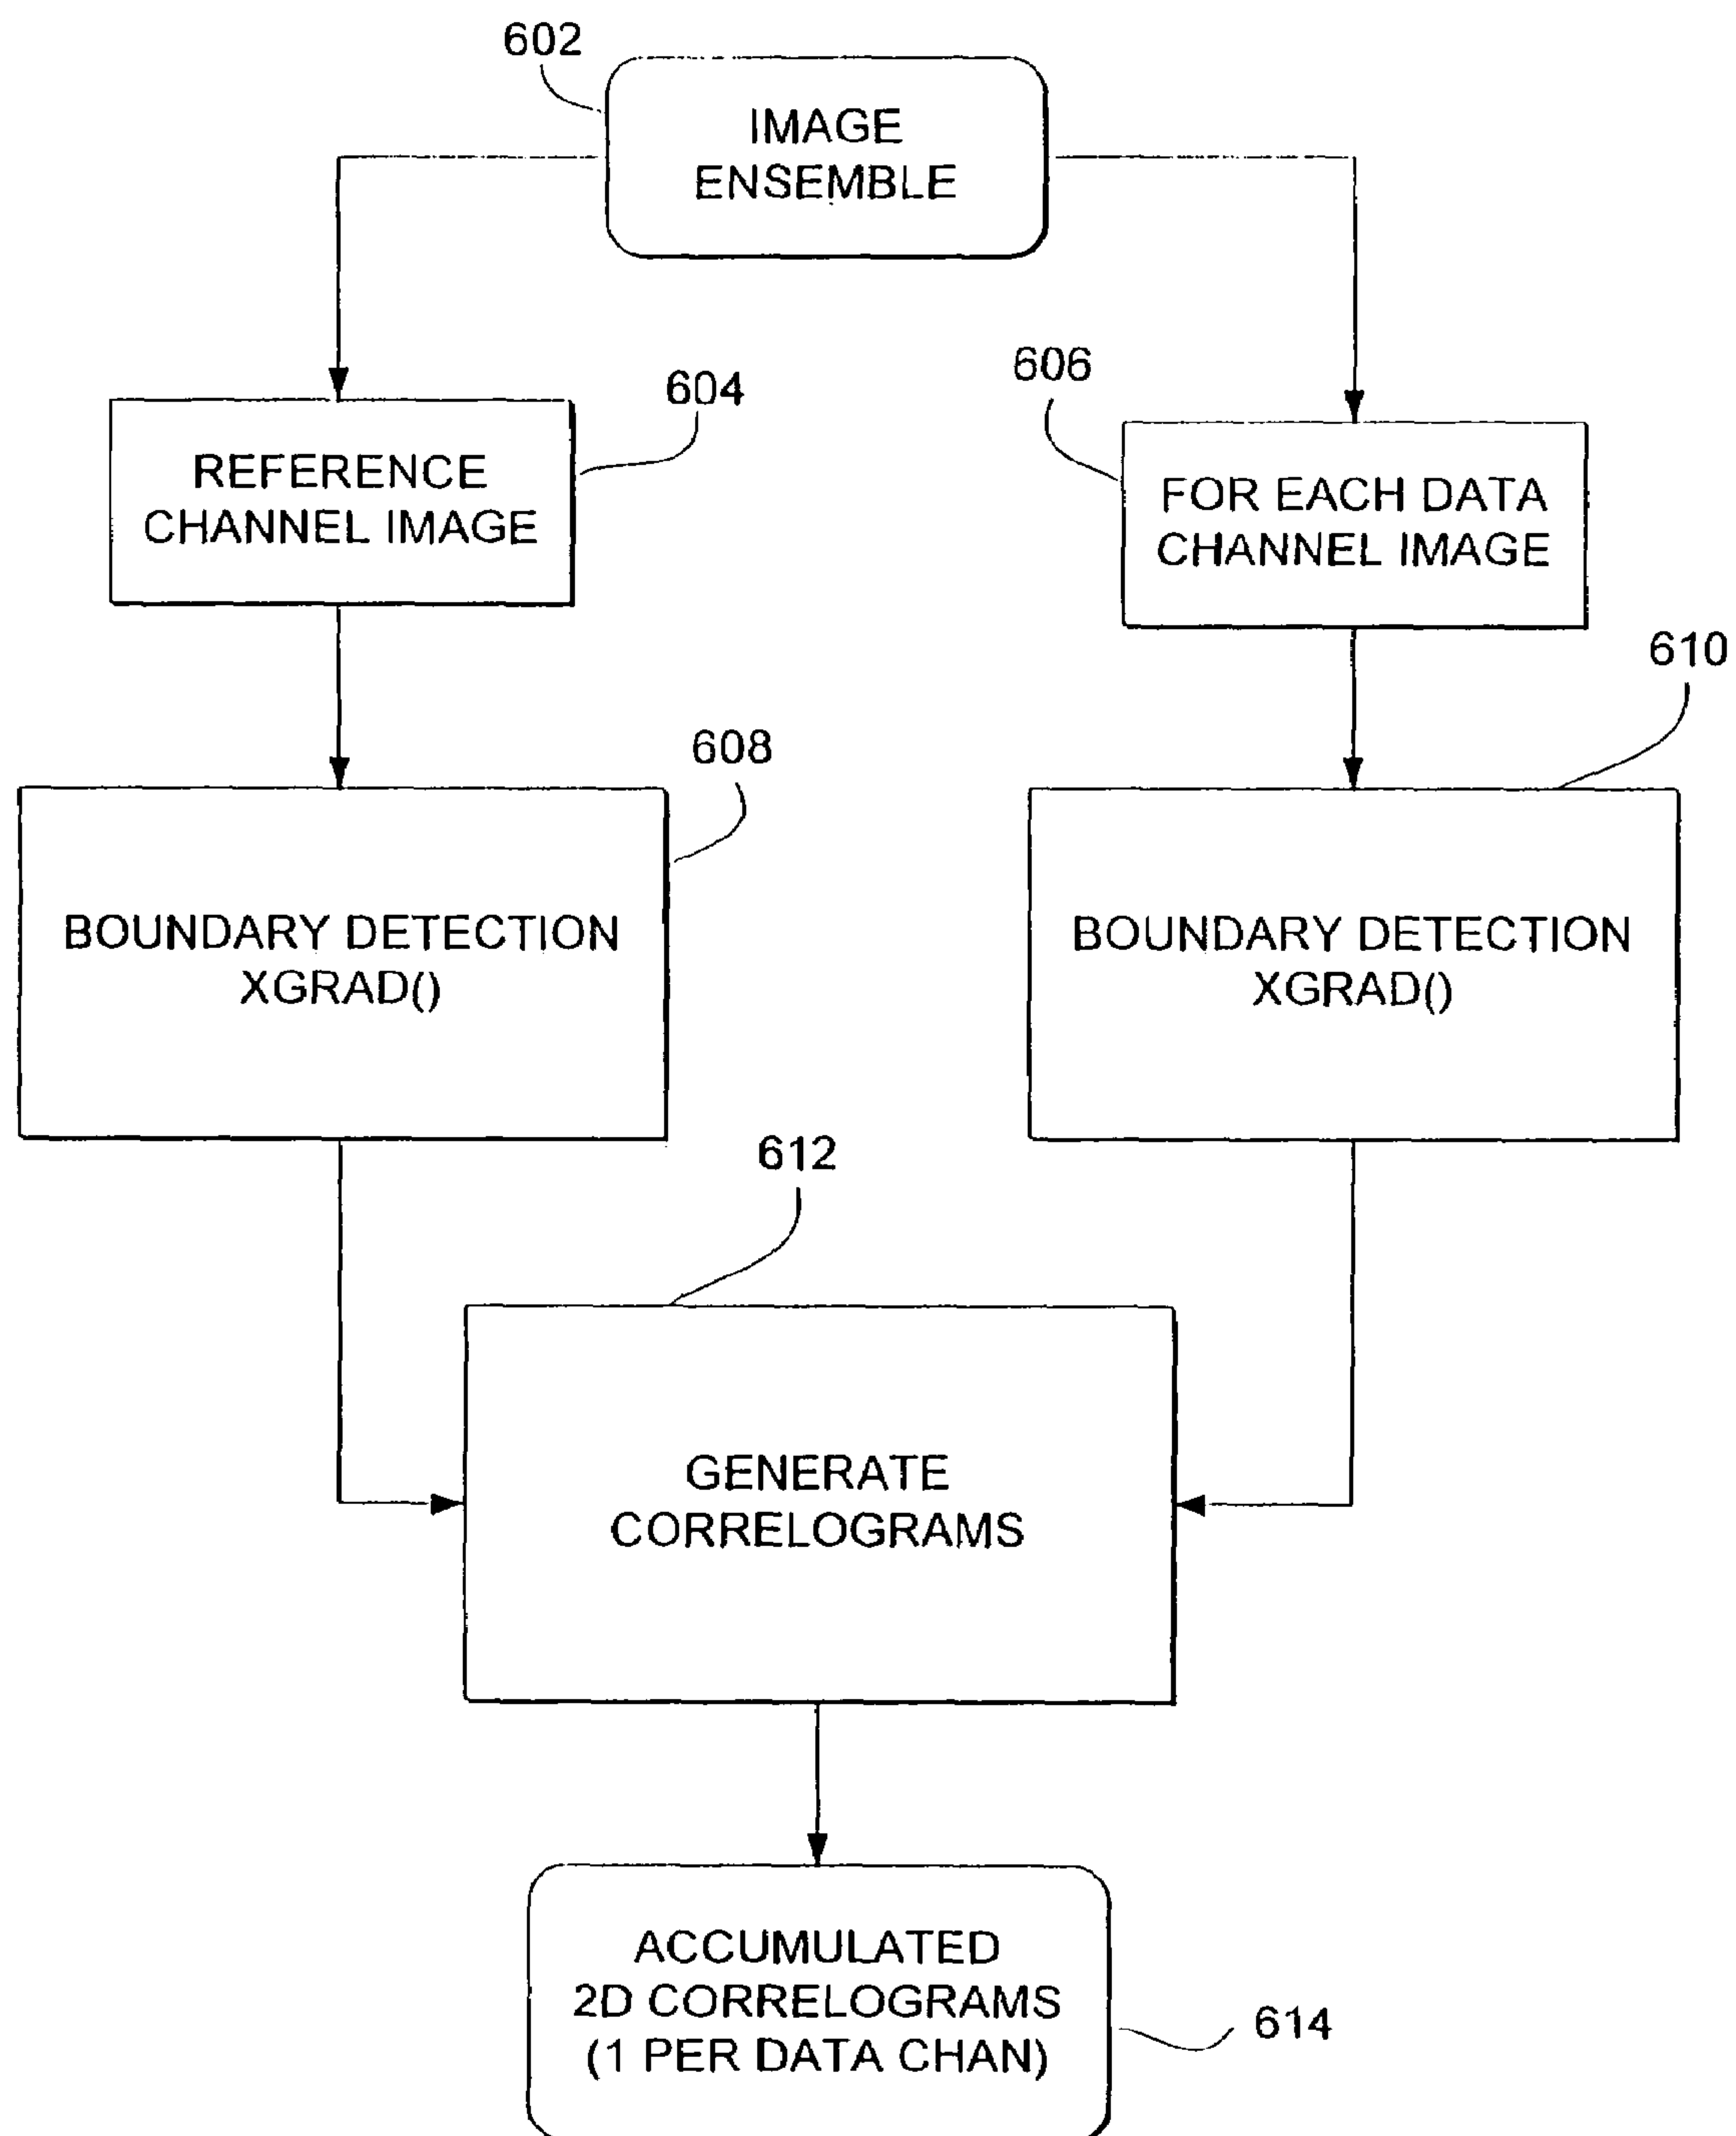 602
IMAGE
ENSEMBLE
604
REFERENCE
CHANNEL IMAGE
606
FOR EACH DATA
CHANNEL IMAGE
608
BOUNDARY DETECTION
XGRAD()
610
BOUNDARY DETECTION
XGRAD()
612
GENERATE
CORRELOGRAMS
ACCUMULATED
2D CORRELOGRAMS
(1 PER DATA CHAN)
614